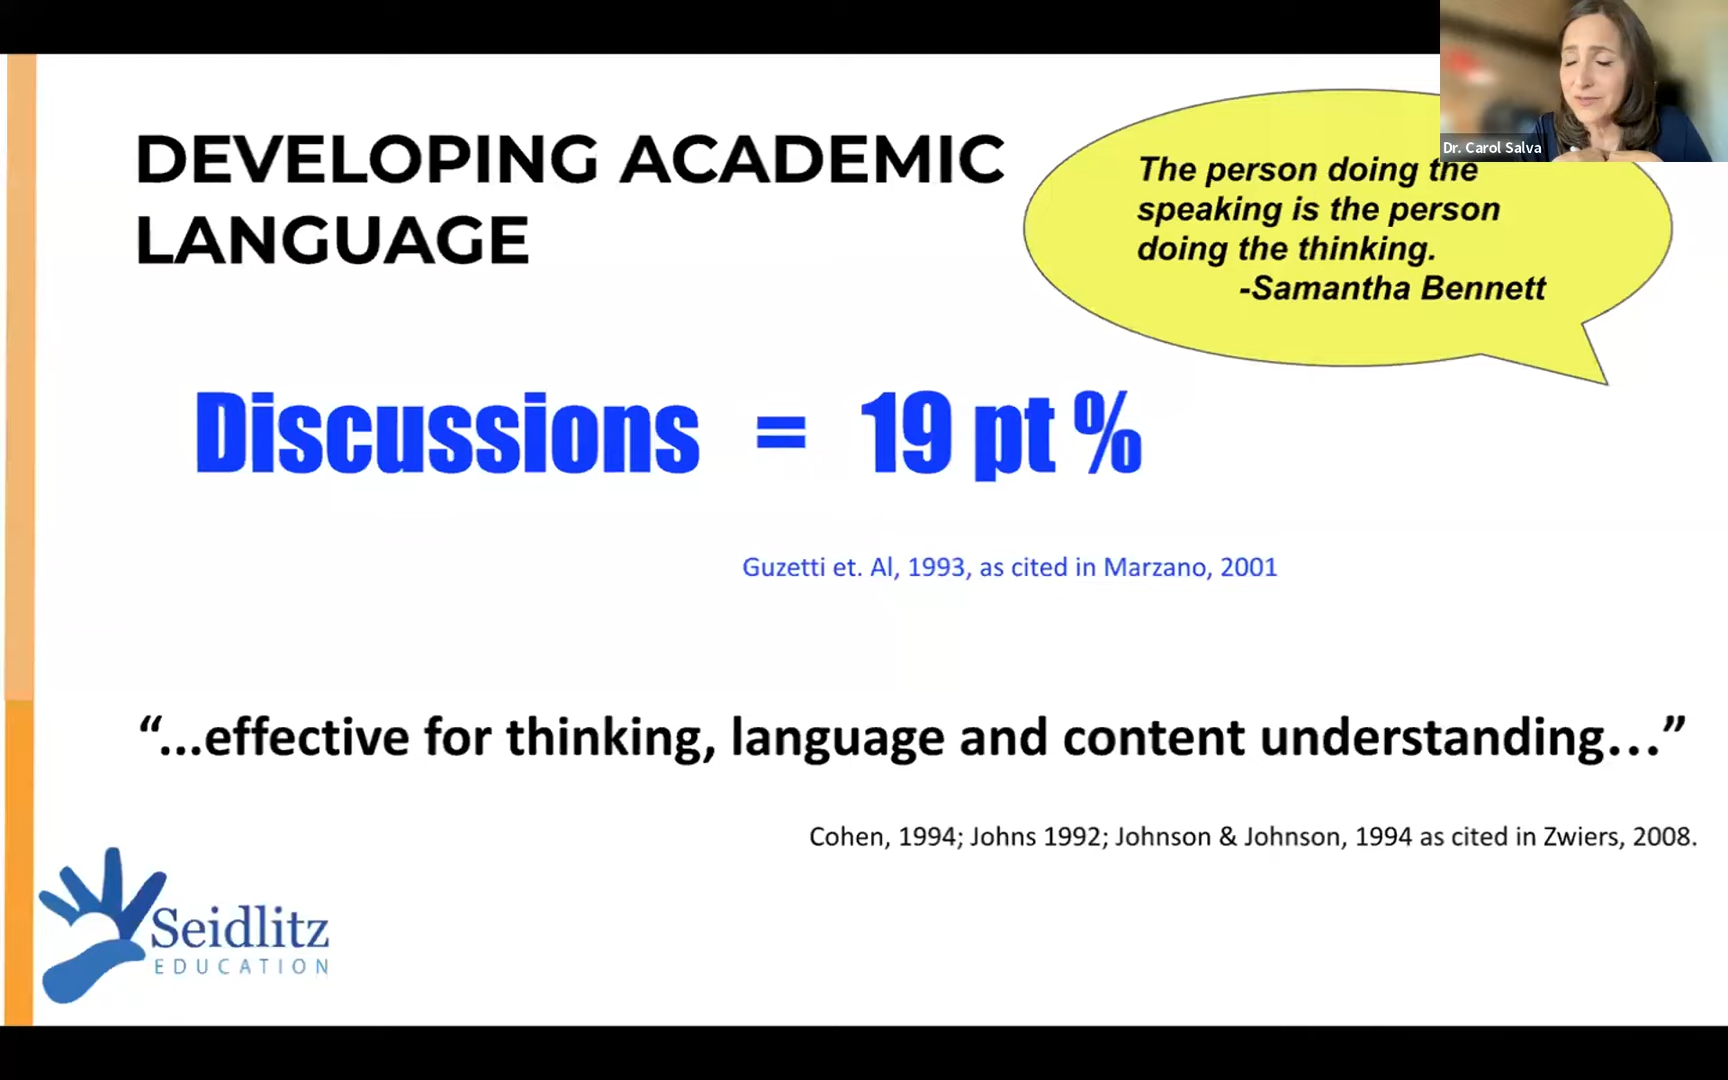 DEVELOPING ACADEMIC
LANGUAGE
The person doing the
speaking is the person
doing the thinking.
-Samantha Bennett
Dr. Carol Salva
Discussions = 19 pt %
Guzetti et. Al, 1993, as cited in Marzano, 2001
“...effective for thinking, language and content understanding...”
Cohen, 1994; Johns 1992; Johnson & Johnson, 1994 as cited in Zwiers, 2008.
Seidlitz
EDUCATION